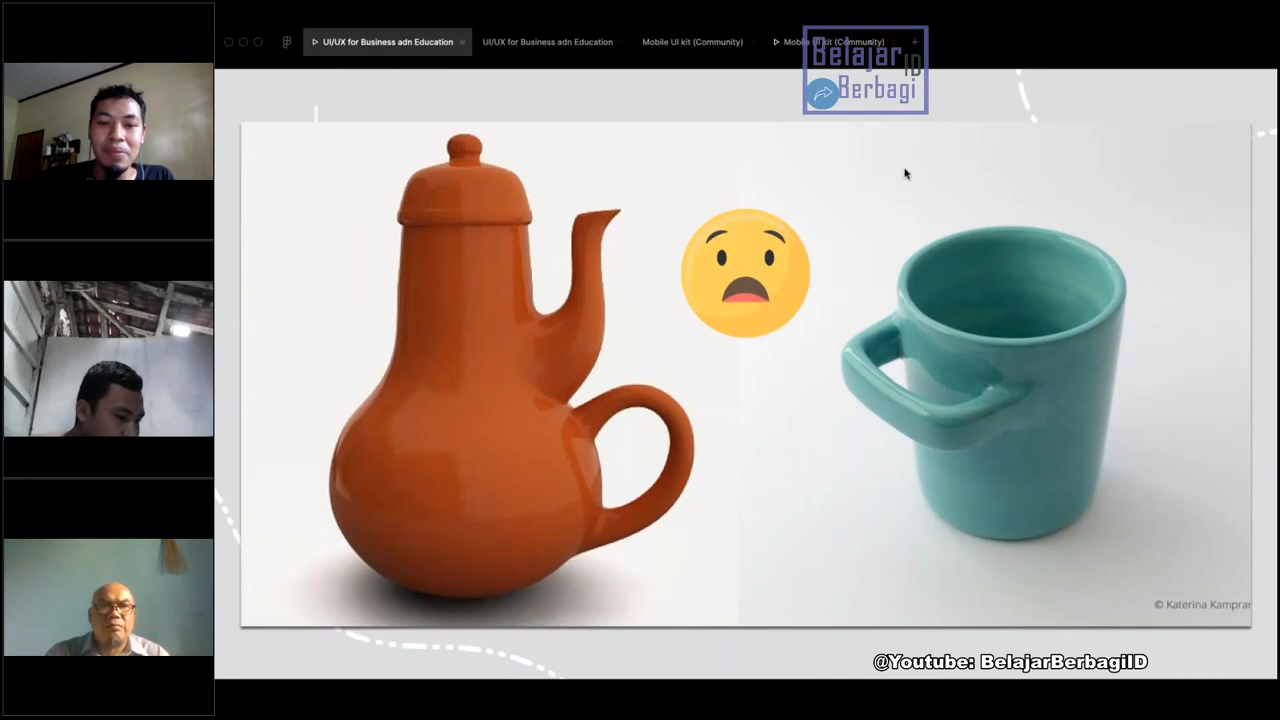 UI/UX for Business adn Education
UI/UX for Business adn Education
Mobile UI kit (Community)
Mobile UI kit (Community)
Belajar
ID
Berbagi
© Katerina Kampran
@Youtube: BelajarBerbagiID